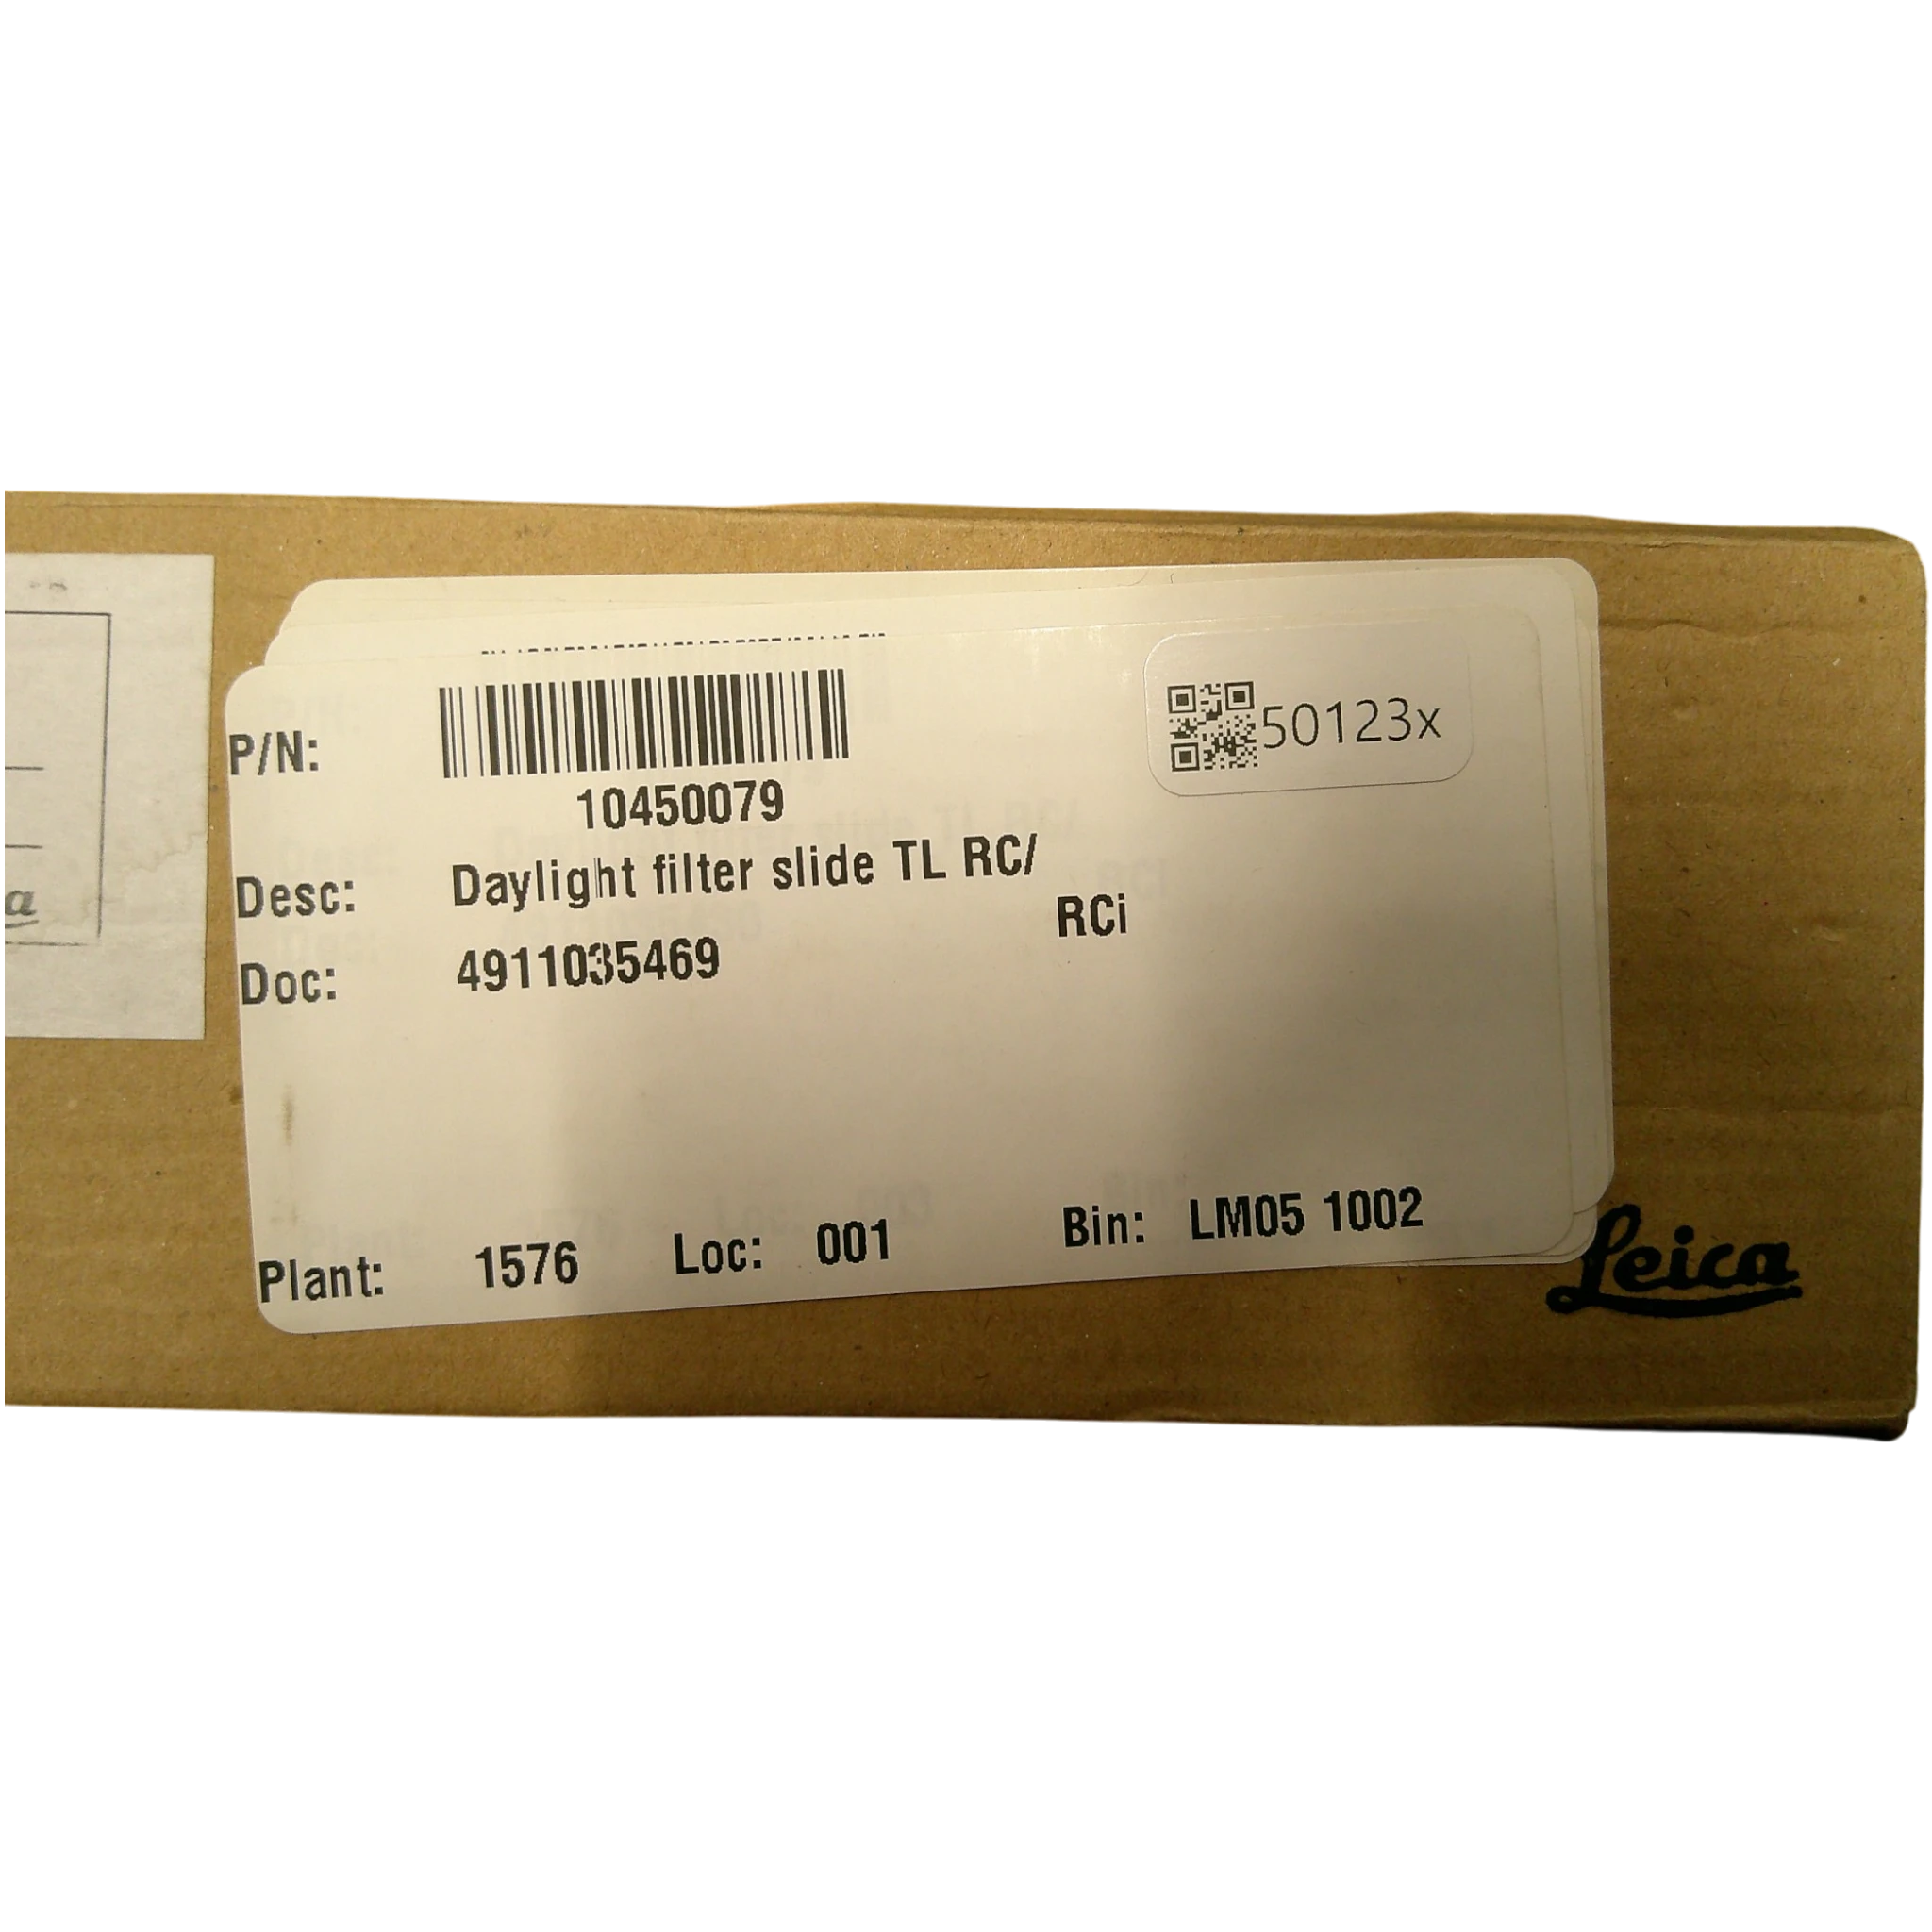 P/N:
10450079
50123x
Desc: Daylight filter slide TL RC/
RCi
Doc: 4911035469
Plant: 1576 Loc: 001 Bin: LM05 1002
Leica